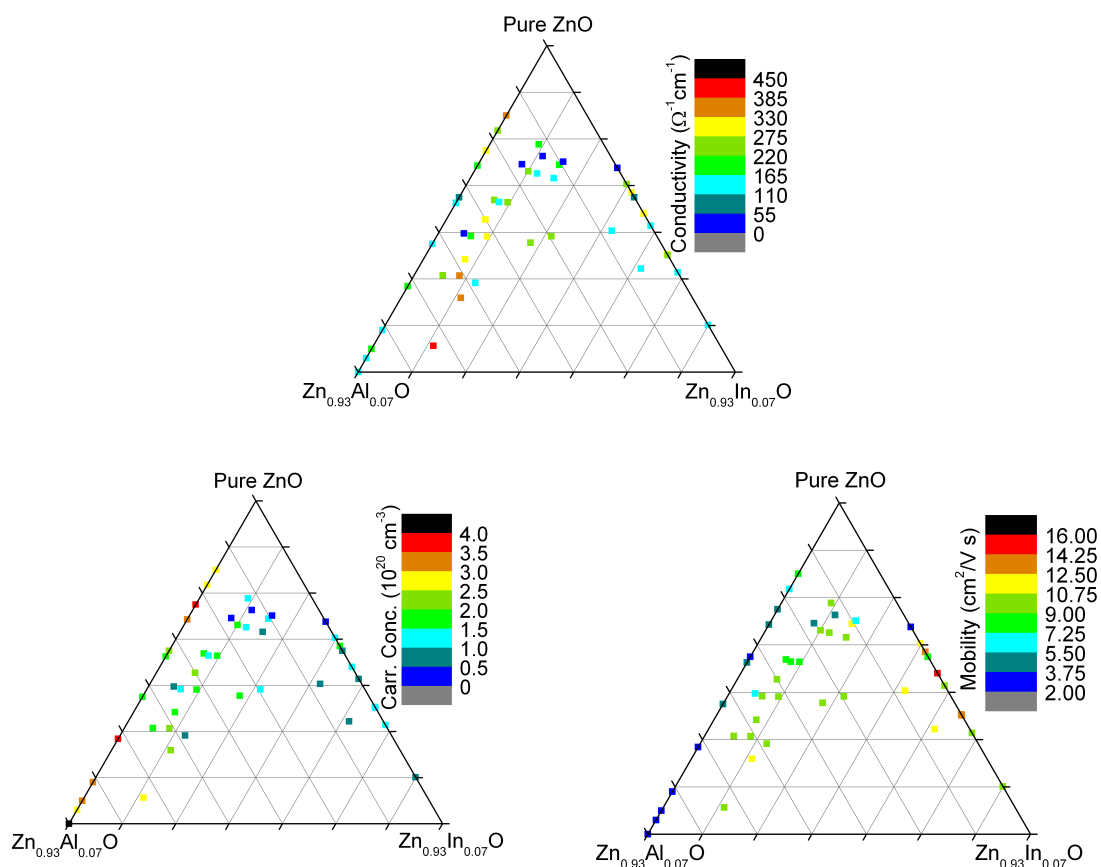 Pure ZnO
Conductivity (Ω⁻¹cm⁻¹)
450
385
330
275
220
165
110
55
0
Zn₀.₉₃Al₀.₀₇O
Zn₀.₉₃In₀.₀₇O
Pure ZnO
Carr. Conc. (10²⁰ cm⁻³)
4.0
3.5
3.0
2.5
2.0
1.5
1.0
0.5
0
Zn₀.₉₃Al₀.₀₇O
Zn₀.₉₃In₀.₀₇O
Pure ZnO
Mobility (cm²/V s)
16.00
14.25
12.50
10.75
9.00
7.25
5.50
3.75
2.00
Zn₀.₉₃Al₀.₀₇O
Zn₀.₉₃In₀.₀₇O